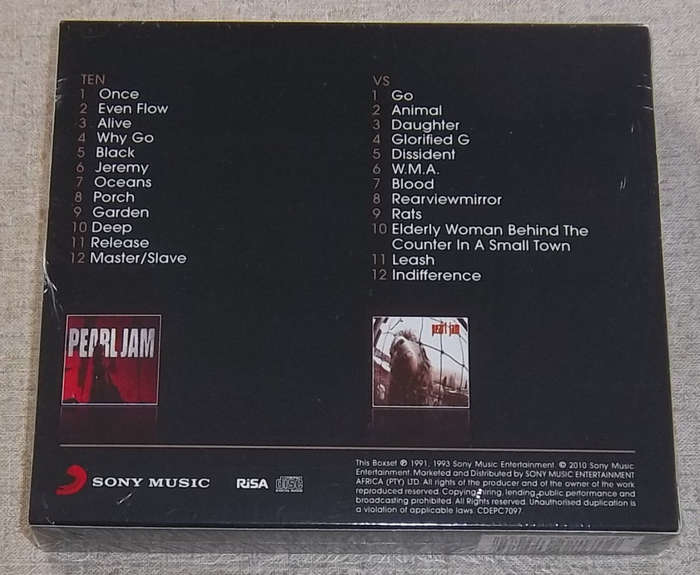 TEN
1 Once
2 Even Flow
3 Alive
4 Why Go
5 Black
6 Jeremy
7 Oceans
8 Porch
9 Garden
10 Deep
11 Release
12 Master/Slave
VS
1 Go
2 Animal
3 Daughter
4 Glorified G
5 Dissident
6 W.M.A.
7 Blood
8 Rearviewmirror
9 Rats
10 Elderly Woman Behind The
Counter In A Small Town
11 Leash
12 Indifference
PEARL JAM
pearl jam
SONY MUSIC
RiSA
disc
This Boxset ℗ 1991, 1993 Sony Music Entertainment. © 2010 Sony Music
Entertainment. Marketed and Distributed by SONY MUSIC ENTERTAINMENT
AFRICA (PTY) LTD. All rights of the producer and of the owner of the work
reproduced reserved. Copying, hiring, lending, public performance and
broadcasting prohibited. All Rights reserved. Unauthorised duplication is
a violation of applicable laws. CDEPC7097